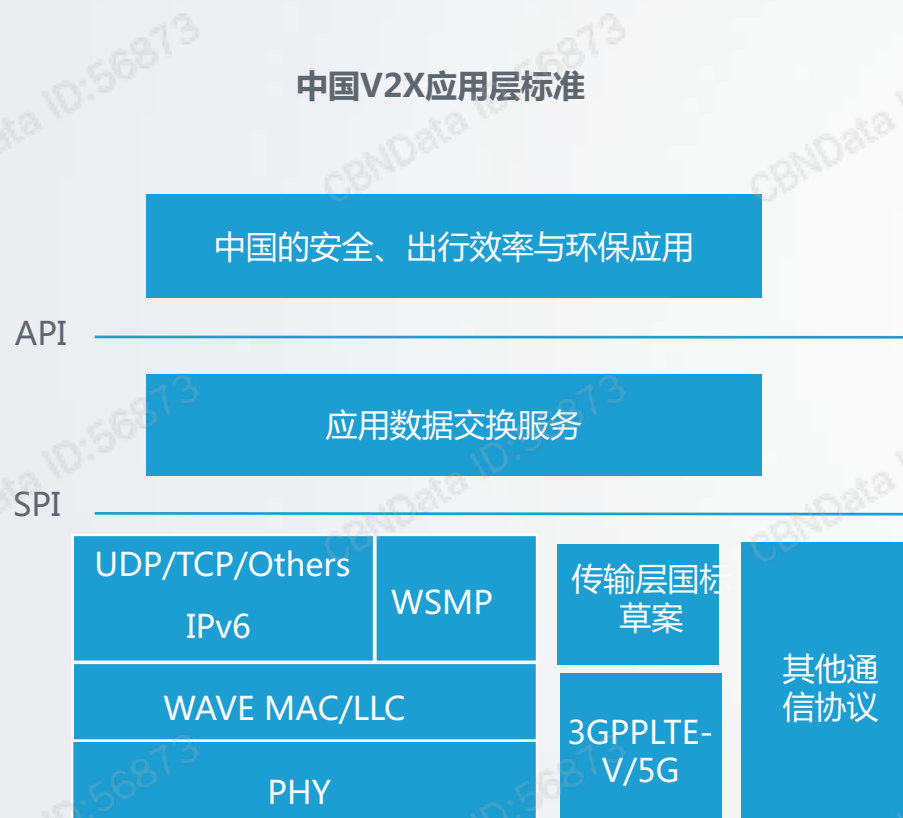 中国V2X应用层标准
中国的安全、出行效率与环保应用
API
应用数据交换服务
SPI
UDP/TCP/Others
IPv6
WSMP
传输层国标
草案
其他通
信协议
WAVE MAC/LLC
3GPPLTE-
V/5G
PHY
CBNData ID:56873